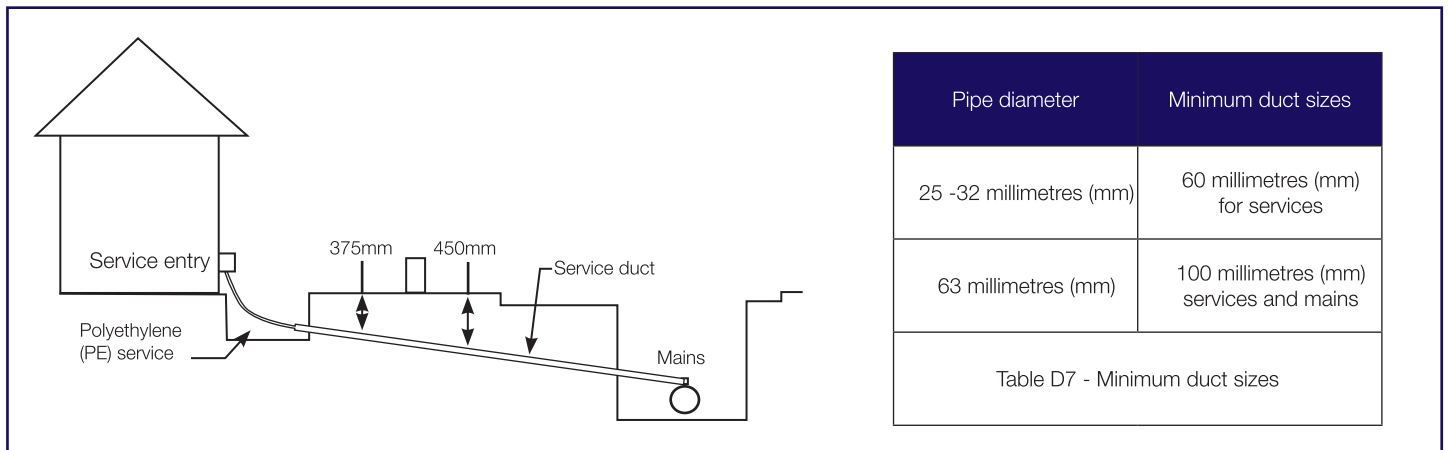 375mm
450mm
Service entry
Service duct
Polyethylene
(PE) service
Mains
Pipe diameter
Minimum duct sizes
25 -32 millimetres (mm)
60 millimetres (mm)
for services
63 millimetres (mm)
100 millimetres (mm)
services and mains
Table D7 - Minimum duct sizes